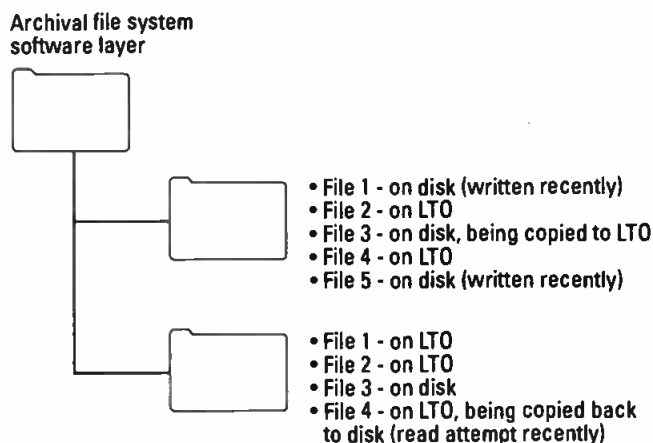 Archival file system
software layer
• File 1 - on disk (written recently)
• File 2 - on LTO
• File 3 - on disk, being copied to LTO
• File 4 - on LTO
• File 5 - on disk (written recently)
• File 1 - on LTO
• File 2 - on LTO
• File 3 - on disk
• File 4 - on LTO, being copied back
to disk (read attempt recently)